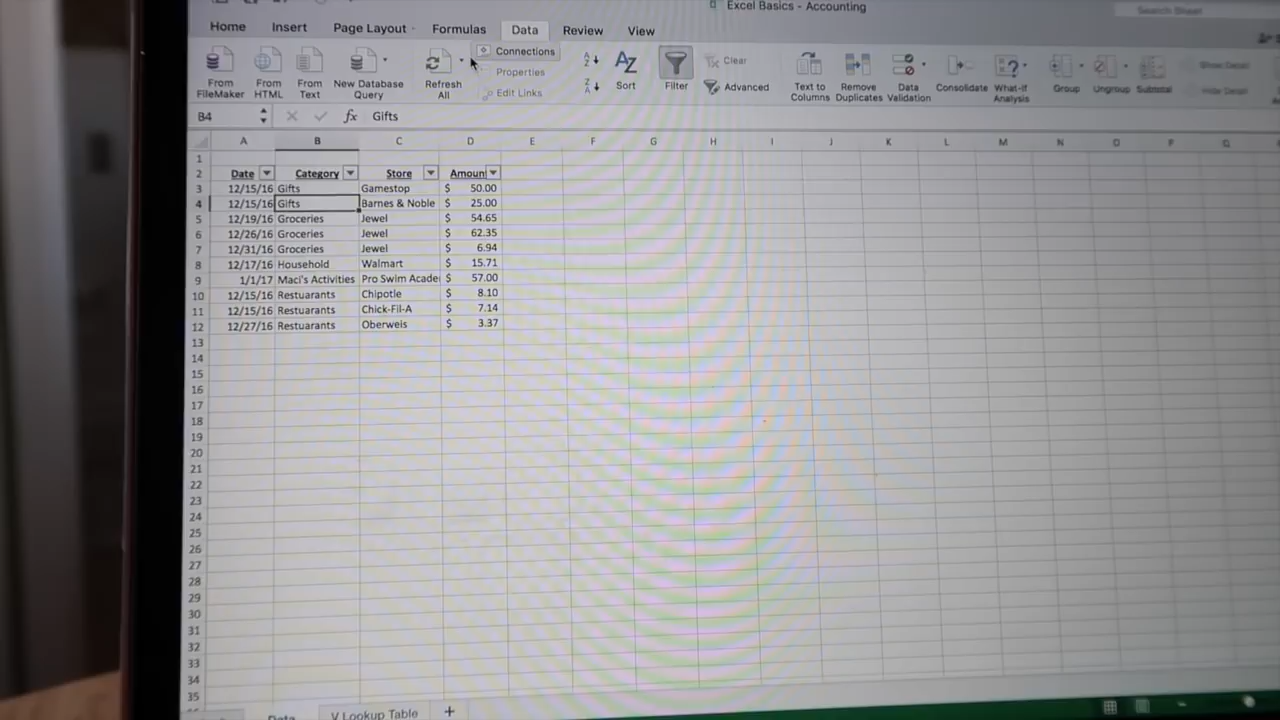 Excel Basics - Accounting
Search Sheet
Home Insert Page Layout Formulas Data Review View
From FileMaker
From HTML
From Text
New Database Query
Refresh All
Connections
Properties
Edit Links
A Z
Z A
A Z Sort
Filter
Clear
Advanced
Text to Columns
Remove Duplicates
Data Validation
Consolidate
What-If Analysis
Group
Ungroup
Subtotal
Show Detail
Hide Detail
B4 fx Gifts
A B C D E F G H I J K L M N O P Q
1
2 Date Category Store Amoun
3 12/15/16 Gifts Gamestop $ 50.00
4 12/15/16 Gifts Barnes & Noble $ 25.00
5 12/19/16 Groceries Jewel $ 54.65
6 12/26/16 Groceries Jewel $ 62.35
7 12/31/16 Groceries Jewel $ 6.94
8 12/17/16 Household Walmart $ 15.71
9 1/1/17 Maci's Activities Pro Swim Acade $ 57.00
10 12/15/16 Restuarants Chipotle $ 8.10
11 12/15/16 Restuarants Chick-Fil-A $ 7.14
12 12/27/16 Restuarants Oberweis $ 3.37
13
14
15
16
17
18
19
20
21
22
23
24
25
26
27
28
29
30
31
32
33
34
35
Data V Lookup Table +